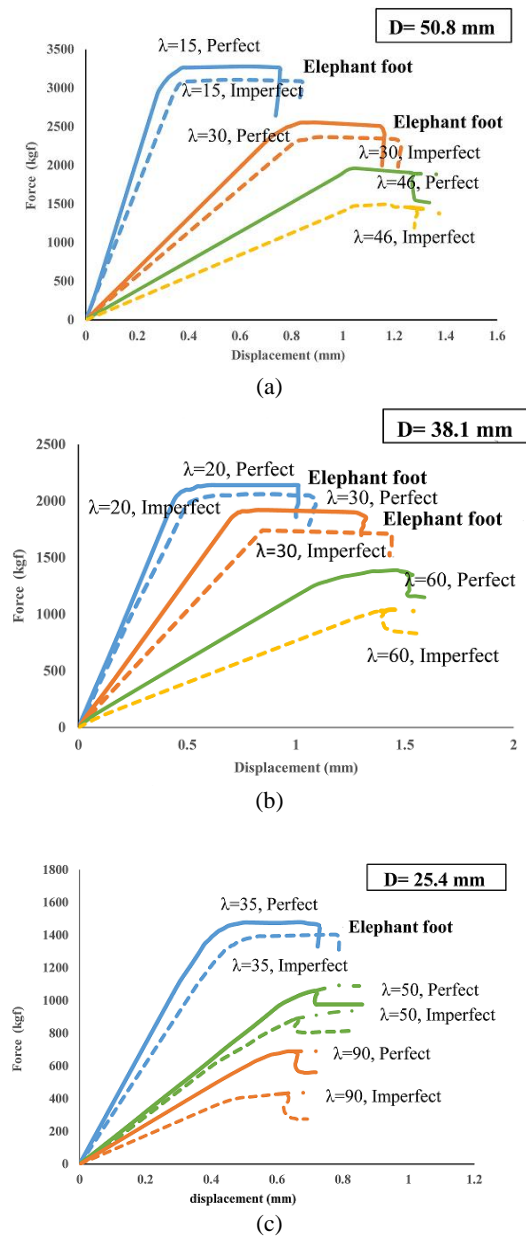 D= 50.8 mm
3500
3000
2500
2000
1500
1000
500
0
Force (kgf)
λ=15, Perfect
Elephant foot
λ=15, Imperfect
Elephant foot
λ=30, Perfect
λ=30, Imperfect
λ=46, Perfect
λ=46, Imperfect
0 0.2 0.4 0.6 0.8 1 1.2 1.4 1.6
Displacement (mm)
(a)
D= 38.1 mm
2500
2000
1500
1000
500
0
Force (kgf)
λ=20, Perfect
Elephant foot
λ=20, Imperfect
λ=30, Perfect
Elephant foot
λ=30, Imperfect
λ=60, Perfect
λ=60, Imperfect
0 0.5 1 1.5 2
Displacement (mm)
(b)
D= 25.4 mm
1800
1600
1400
1200
1000
800
600
400
200
0
Force (kgf)
λ=35, Perfect
Elephant foot
λ=35, Imperfect
λ=50, Perfect
λ=50, Imperfect
λ=90, Perfect
λ=90, Imperfect
0 0.2 0.4 0.6 0.8 1 1.2
displacement (mm)
(c)